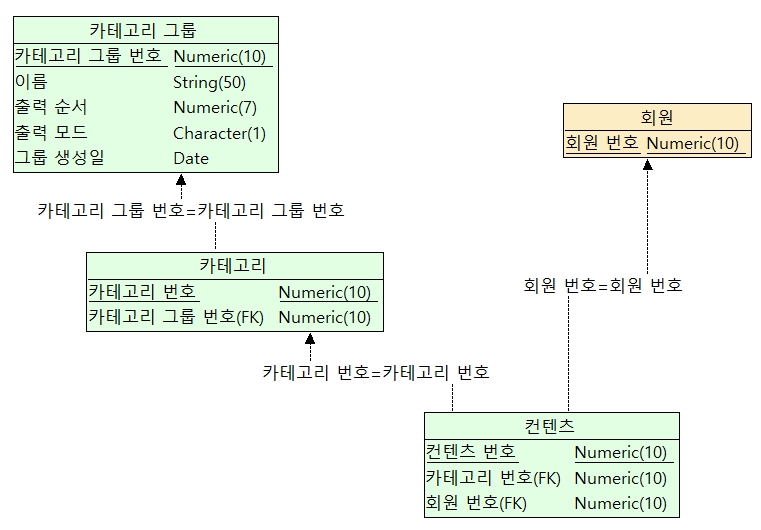 카테고리 그룹
카테고리 그룹 번호 Numeric(10)
이름 String(50)
출력 순서 Numeric(7)
출력 모드 Character(1)
그룹 생성일 Date
회원
회원 번호 Numeric(10)
카테고리 그룹 번호=카테고리 그룹 번호
카테고리
카테고리 번호 Numeric(10)
카테고리 그룹 번호(FK) Numeric(10)
회원 번호=회원 번호
카테고리 번호=카테고리 번호
컨텐츠
컨텐츠 번호 Numeric(10)
카테고리 번호(FK) Numeric(10)
회원 번호(FK) Numeric(10)